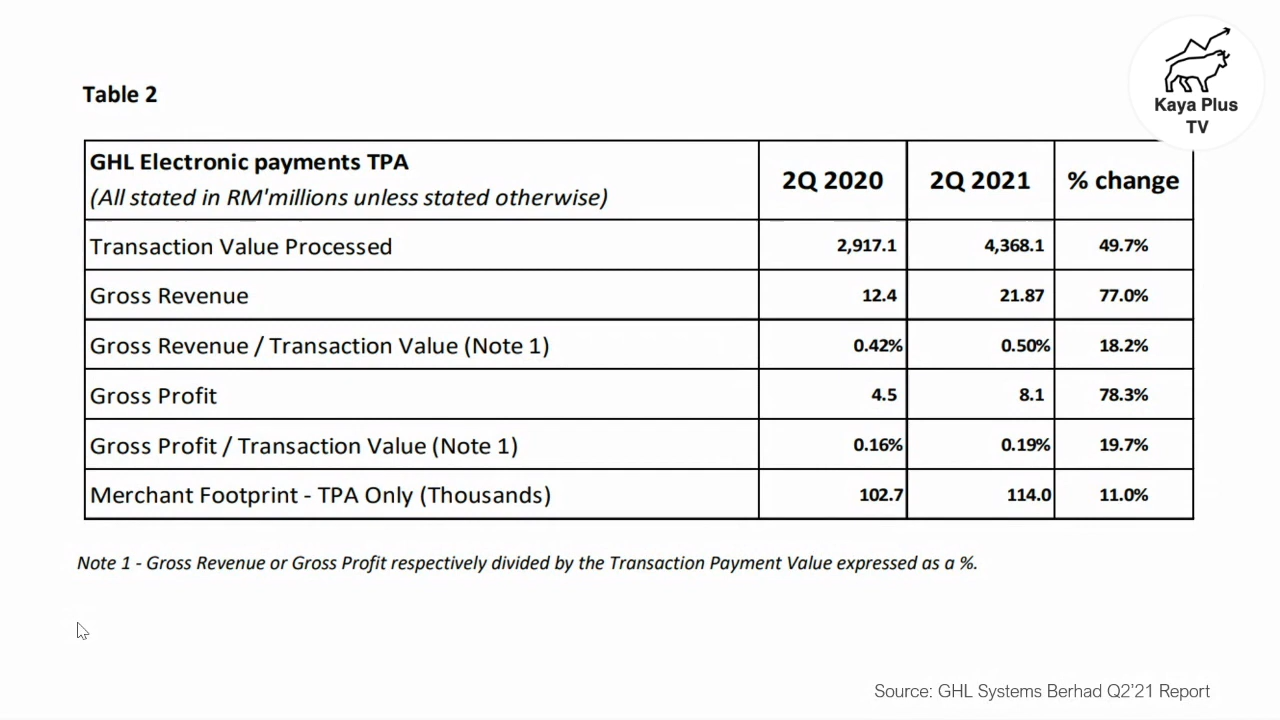 Kaya Plus
TV
Table 2
GHL Electronic payments TPA
(All stated in RM'millions unless stated otherwise)
2Q 2020
2Q 2021
% change
Transaction Value Processed
2,917.1
4,368.1
49.7%
Gross Revenue
12.4
21.87
77.0%
Gross Revenue / Transaction Value (Note 1)
0.42%
0.50%
18.2%
Gross Profit
4.5
8.1
78.3%
Gross Profit / Transaction Value (Note 1)
0.16%
0.19%
19.7%
Merchant Footprint - TPA Only (Thousands)
102.7
114.0
11.0%
Note 1 - Gross Revenue or Gross Profit respectively divided by the Transaction Payment Value expressed as a %.
Source: GHL Systems Berhad Q2'21 Report